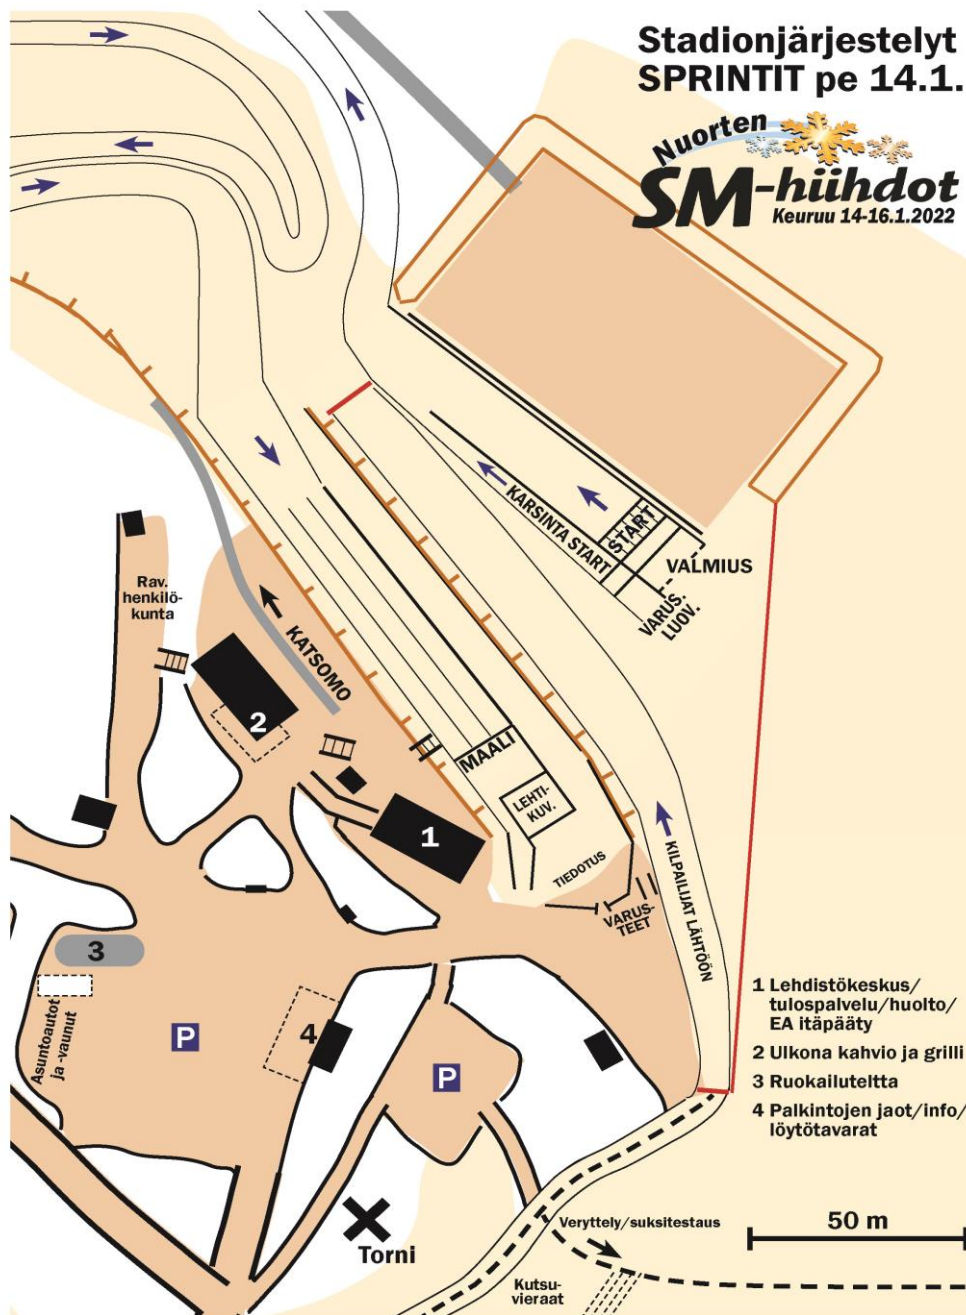 Stadionjärjestelyt
SPRINTIT pe 14.1.
Nuorten
SM-hiihdot
Keuruu 14-16.1.2022
KARSINTA START
START
VALMIUS
VARUS.
LUOV.
Rav.
henkilö-
kunta
KATSOMO
2
MAALI
LEHTI-
KUV.
1
TIEDOTUS
VARUS-
TEET
KILPAILIJAT LÄHTÖÖN
3
Asuntoautot
ja -vaunut
P
4
P
1 Lehdistökeskus/
tulospalvelu/huolto/
EA itäpääty
2 Ulkona kahvio ja grilli
3 Ruokailuteltta
4 Palkintojen jaot/info/
löytötavarat
Torni
Veryttely/suksitestaus
50 m
Kutsu-
vieraat